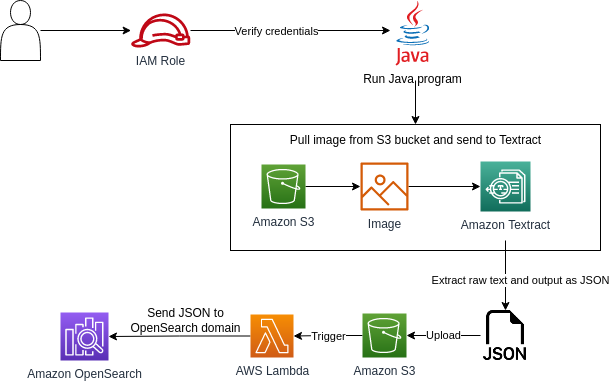 Verify credentials
Java
IAM Role
Run Java program
Pull image from S3 bucket and send to Textract
Amazon S3
Image
Amazon Textract
Extract raw text and output as JSON
Send JSON to
OpenSearch domain
Trigger
Upload
JSON
Amazon OpenSearch
AWS Lambda
Amazon S3